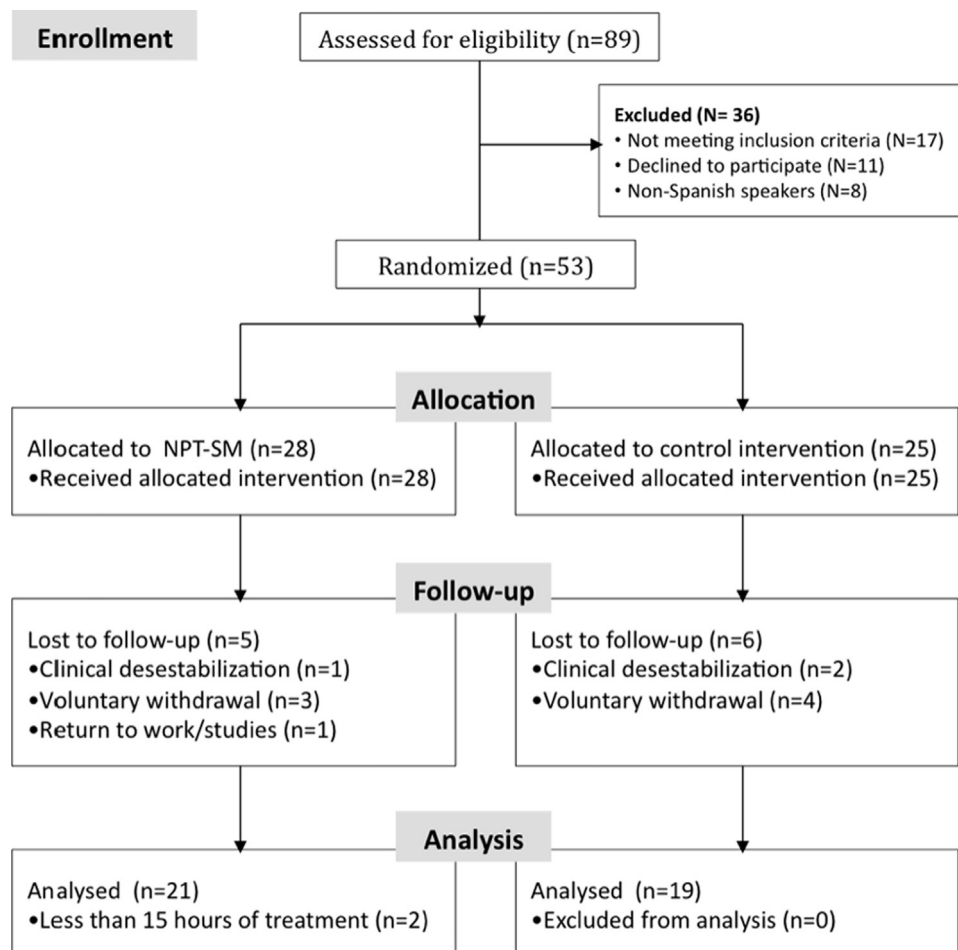 Enrollment
Assessed for eligibility (n=89)
Excluded (N= 36)
• Not meeting inclusion criteria (N=17)
• Declined to participate (N=11)
• Non-Spanish speakers (N=8)
Randomized (n=53)
Allocation
Allocated to NPT-SM (n=28)
•Received allocated intervention (n=28)
Allocated to control intervention (n=25)
•Received allocated intervention (n=25)
Follow-up
Lost to follow-up (n=5)
•Clinical desestabilization (n=1)
•Voluntary withdrawal (n=3)
•Return to work/studies (n=1)
Lost to follow-up (n=6)
•Clinical desestabilization (n=2)
•Voluntary withdrawal (n=4)
Analysis
Analysed (n=21)
•Less than 15 hours of treatment (n=2)
Analysed (n=19)
•Excluded from analysis (n=0)